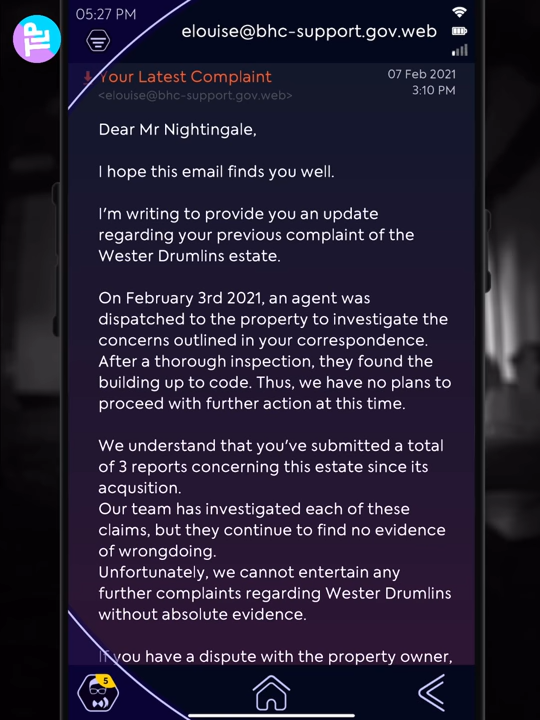 05:27 PM
elouise@bhc-support.gov.web
Your Latest Complaint
07 Feb 2021
<elouise@bhc-support.gov.web>
3:10 PM
Dear Mr Nightingale,
I hope this email finds you well.
I'm writing to provide you an update
regarding your previous complaint of the
Wester Drumlins estate.
On February 3rd 2021, an agent was
dispatched to the property to investigate the
concerns outlined in your correspondence.
After a thorough inspection, they found the
building up to code. Thus, we have no plans to
proceed with further action at this time.
We understand that you've submitted a total
of 3 reports concerning this estate since its
acqusition.
Our team has investigated each of these
claims, but they continue to find no evidence
of wrongdoing.
Unfortunately, we cannot entertain any
further complaints regarding Wester Drumlins
without absolute evidence.
If you have a dispute with the property owner,
5